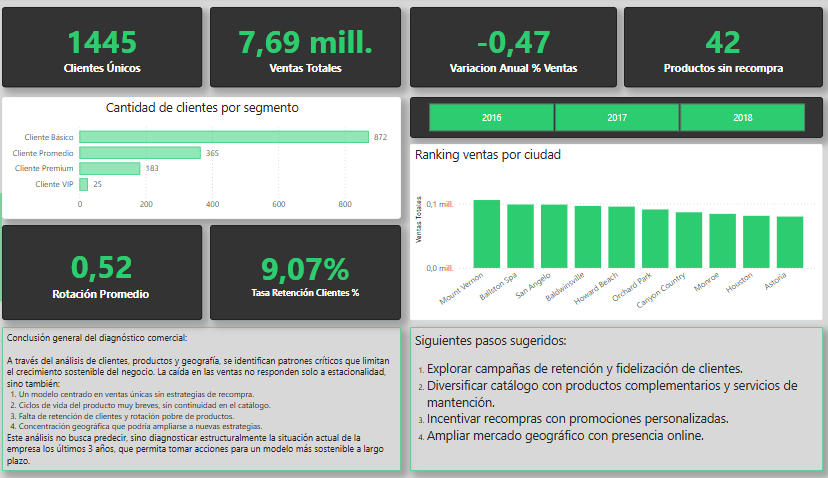 1445
Clientes Únicos
7,69 mill.
Ventas Totales
-0,47
Variacion Anual % Ventas
42
Productos sin recompra
Cantidad de clientes por segmento
Cliente Básico
872
Cliente Promedio
365
Cliente Premium
183
Cliente VIP
25
0
200
400
600
800
2016
2017
2018
Ranking ventas por ciudad
Ventas Totales
0,1 mill.
0,0 mill.
Mount Vernon
Ballston Spa
San Angelo
Baldwinsville
Howard Beach
Orchard Park
Canyon Country
Monroe
Houston
Astoria
0,52
Rotación Promedio
9,07%
Tasa Retención Clientes %
Conclusión general del diagnóstico comercial:
A través del análisis de clientes, productos y geografía, se identifican patrones críticos que limitan
el crecimiento sostenible del negocio. La caída en las ventas no responden solo a estacionalidad,
sino también:
1. Un modelo centrado en ventas únicas sin estrategias de recompra.
2. Ciclos de vida del producto muy breves, sin continuidad en el catálogo.
3. Falta de retención de clientes y rotación pobre de productos.
4. Concentración geográfica que podría ampliarse a nuevas estrategias.
Este análisis no busca predecir, sino diagnosticar estructuralmente la situación actual de la
empresa los últimos 3 años, que permita tomar acciones para un modelo más sostenible a largo
plazo.
Siguientes pasos sugeridos:
1. Explorar campañas de retención y fidelización de clientes.
2. Diversificar catálogo con productos complementarios y servicios de
mantención.
3. Incentivar recompras con promociones personalizadas.
4. Ampliar mercado geográfico con presencia online.